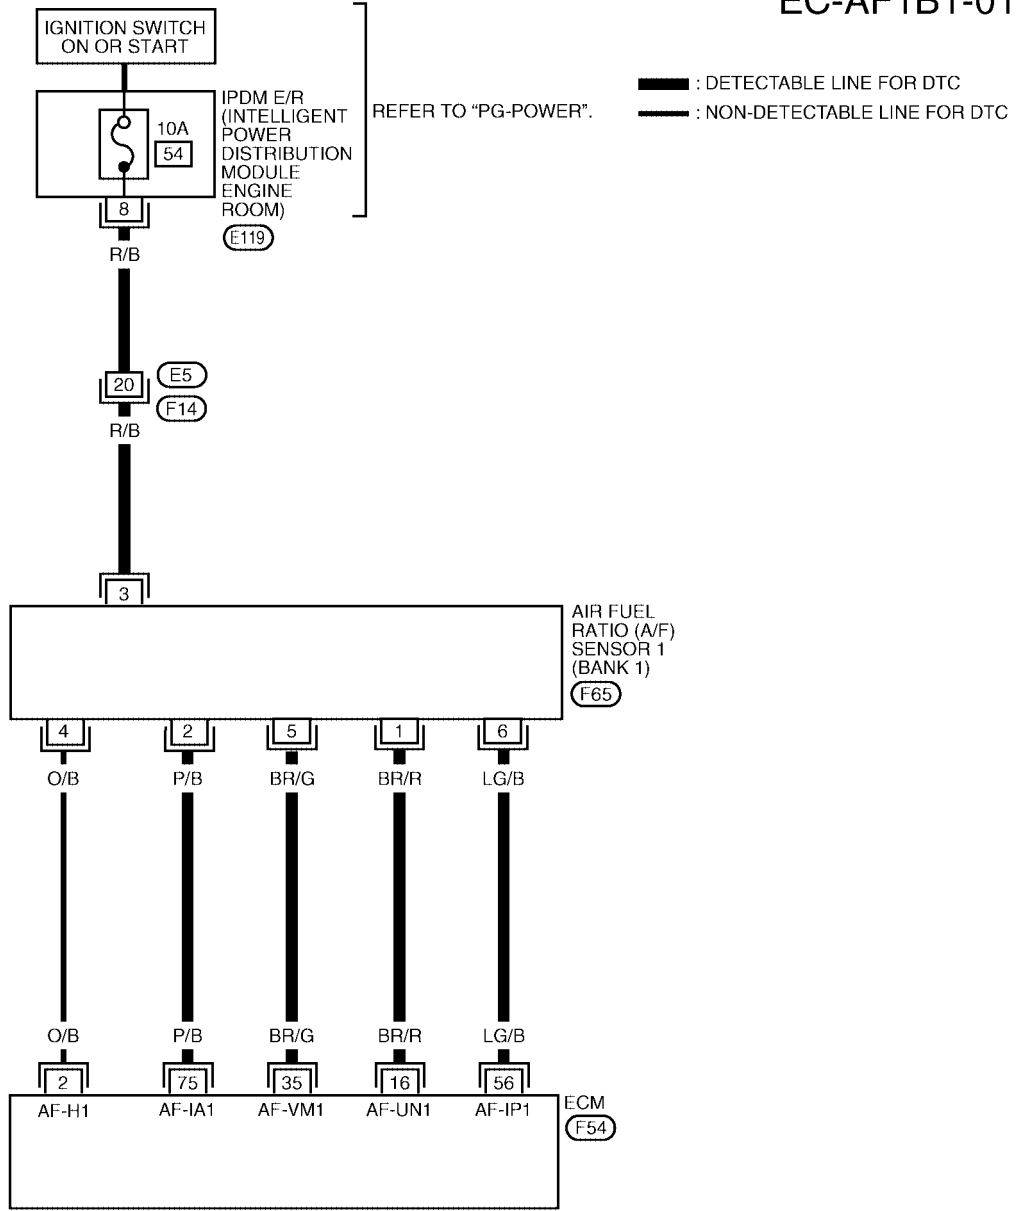 EC-AF1B1-01
IGNITION SWITCH
ON OR START
: DETECTABLE LINE FOR DTC
: NON-DETECTABLE LINE FOR DTC
REFER TO “PG-POWER”.
10A
54
IPDM E/R
(INTELLIGENT
POWER
DISTRIBUTION
MODULE
ENGINE
ROOM)
E119
8
R/B
20
E5
F14
R/B
3
AIR FUEL
RATIO (A/F)
SENSOR 1
(BANK 1)
F65
4 2 5 1 6
O/B P/B BR/G BR/R LG/B
O/B P/B BR/G BR/R LG/B
2 75 35 16 56
AF-H1 AF-IA1 AF-VM1 AF-UN1 AF-IP1
ECM
F54